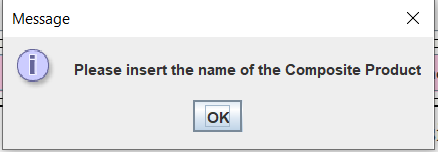 Message
Please insert the name of the Composite Product
OK